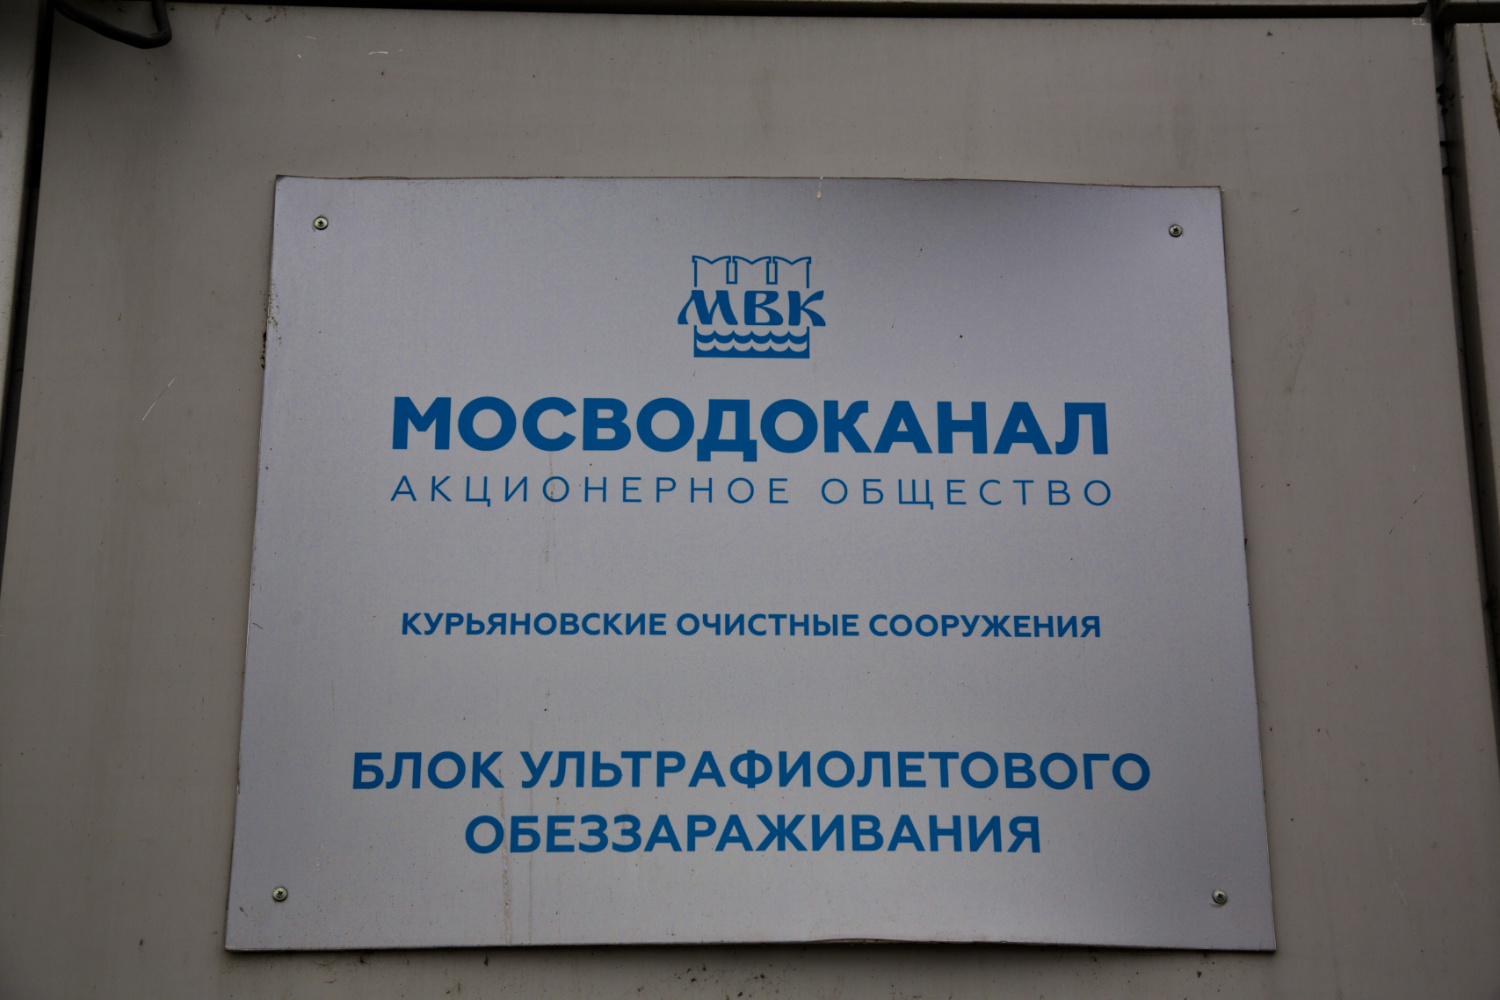 МВК
МОСВОДОКАНАЛ
АКЦИОНЕРНОЕ ОБЩЕСТВО
КУРЬЯНОВСКИЕ ОЧИСТНЫЕ СООРУЖЕНИЯ
БЛОК УЛЬТРАФИОЛЕТОВОГО
ОБЕЗЗАРАЖИВАНИЯ